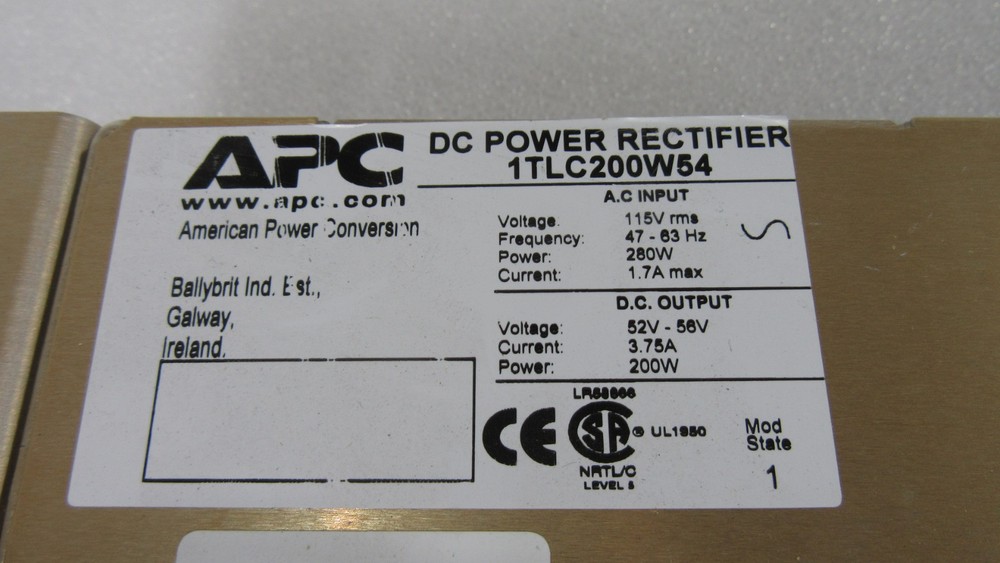 APC
www.apc.com
American Power Conversion
Ballybrit Ind. Est.,
Galway,
Ireland.
DC POWER RECTIFIER
1TLC200W54
A.C INPUT
Voltage: 115V rms
Frequency: 47 - 63 Hz
Power: 280W
Current: 1.7A max
S
D.C. OUTPUT
Voltage: 52V - 56V
Current: 3.75A
Power: 200W
CE
SA ® UL1950
NRTL/C
Mod
State
1